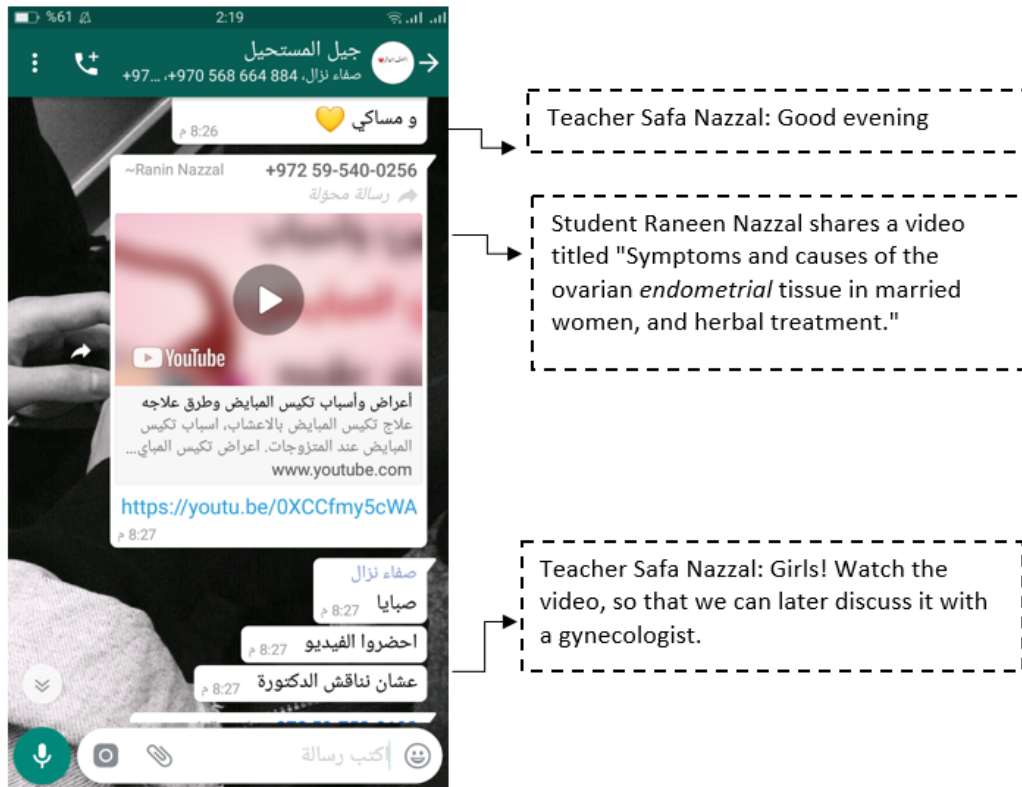 %61 2:19
جيل المستحيل
صفاء نزال، ‎+970 568 664 884، ‎+97...
و مساكي 💛
8:26 م
~Ranin Nazzal +972 59-540-0256
رسالة محوّلة
YouTube
أعراض وأسباب تكيس المبايض وطرق علاجه
علاج تكيس المبايض بالاعشاب، اسباب تكيس
المبايض عند المتزوجات. اعراض تكيس المباي...
www.youtube.com
https://youtu.be/0XCCfmy5cWA
8:27 م
صفاء نزال
صبايا 8:27 م
احضروا الفيديو 8:27 م
عشان نناقش الدكتورة 8:27 م
اكتب رسالة
Teacher Safa Nazzal: Good evening
Student Raneen Nazzal shares a video
titled "Symptoms and causes of the
ovarian endometrial tissue in married
women, and herbal treatment."
Teacher Safa Nazzal: Girls! Watch the
video, so that we can later discuss it with
a gynecologist.